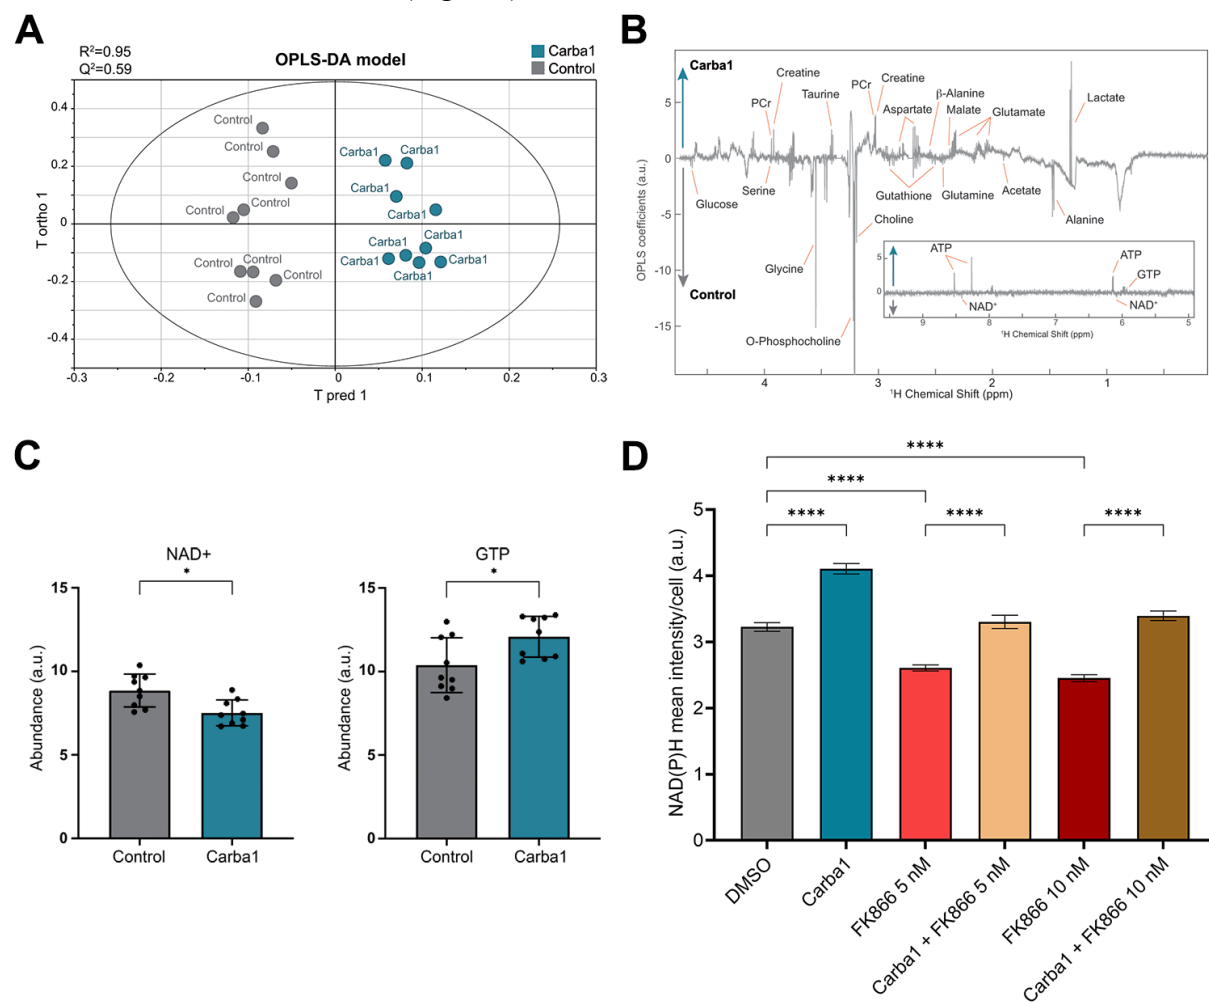 A
R²=0.95
Q²=0.59
OPLS-DA model
Carba1
Control
T ortho 1
0.4
0.2
0
-0.2
-0.4
Control
Control
Control
Control
Control
Control
Control
Control
Control
Carba1
Carba1
Carba1
Carba1
Carba1
Carba1
Carba1
Carba1
Carba1
-0.3
-0.2
-0.1
0
0.1
0.2
0.3
T pred 1
B
Carba1
Control
OPLS coefficients (a.u.)
5
0
-5
-10
-15
Creatine
PCr
Taurine
PCr
Creatine
β-Alanine
Aspartate
Malate
Glutamate
Lactate
Glucose
Serine
Gutathione
Glutamine
Acetate
Choline
Alanine
Glycine
O-Phosphocholine
4
3
2
1
¹H Chemical Shift (ppm)
5
0
ATP
NAD⁺
ATP
GTP
NAD⁺
9
8
7
6
5
¹H Chemical Shift (ppm)
C
NAD+
*
Abundance (a.u.)
15
10
5
0
Control
Carba1
GTP
*
Abundance (a.u.)
15
10
5
0
Control
Carba1
D
****
****
****
****
****
NAD(P)H mean intensity/cell (a.u.)
5
4
3
2
1
0
DMSO
Carba1
FK866 5 nM
Carba1 + FK866 5 nM
FK866 10 nM
Carba1 + FK866 10 nM